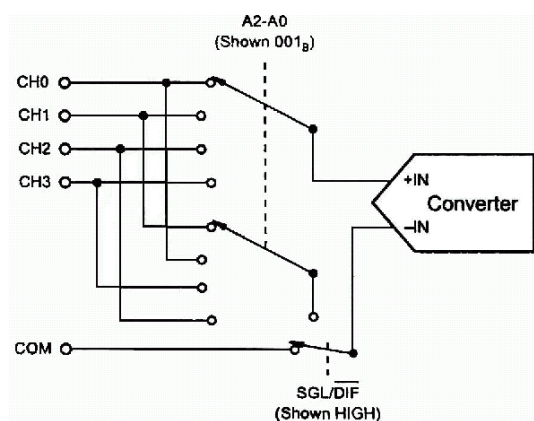 A2-A0
(Shown 001B)
CH0
CH1
CH2
CH3
+IN
Converter
–IN
COM
SGL/DIF
(Shown HIGH)